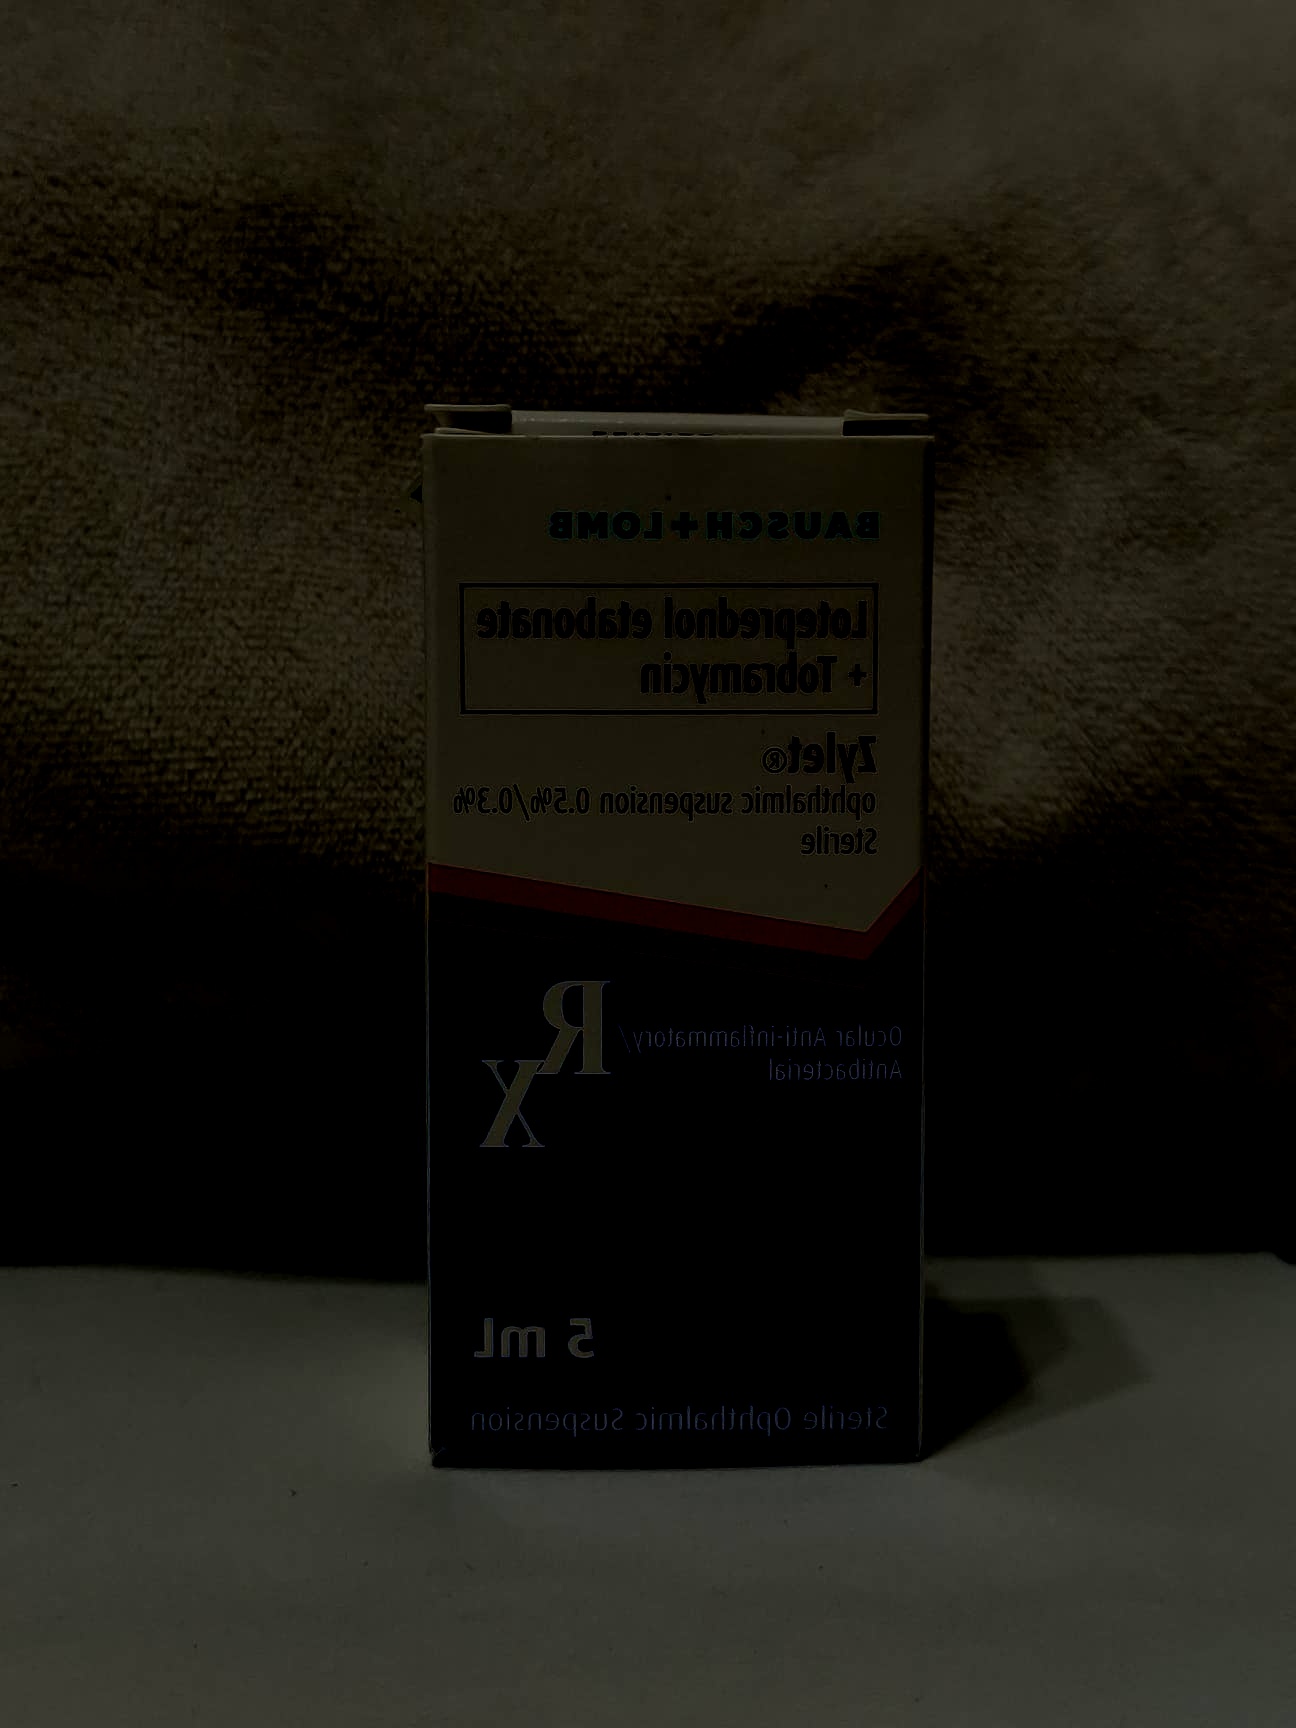 BAUSCH + LOMB
Loteprednol etabonate
+ Tobramycin
Zylet®
ophthalmic suspension 0.5%/0.3%
Sterile
Rx
Ocular Anti-inflammatory/
Antibacterial
5 mL
Sterile Ophthalmic Suspension